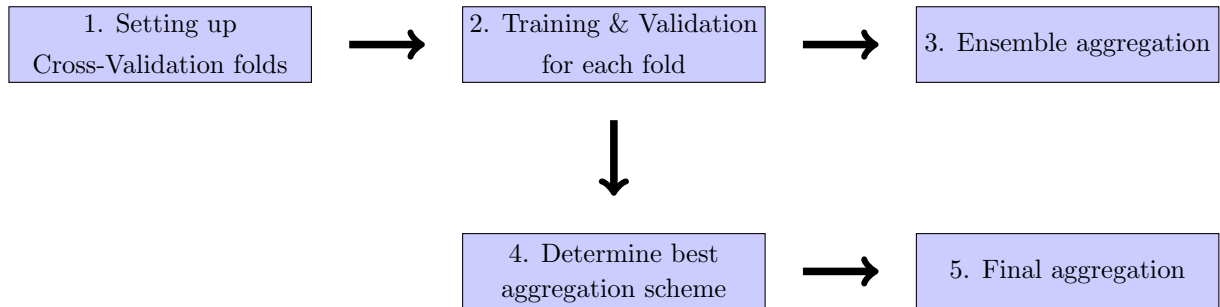 1. Setting up
Cross-Validation folds
2. Training & Validation
for each fold
3. Ensemble aggregation
4. Determine best
aggregation scheme
5. Final aggregation